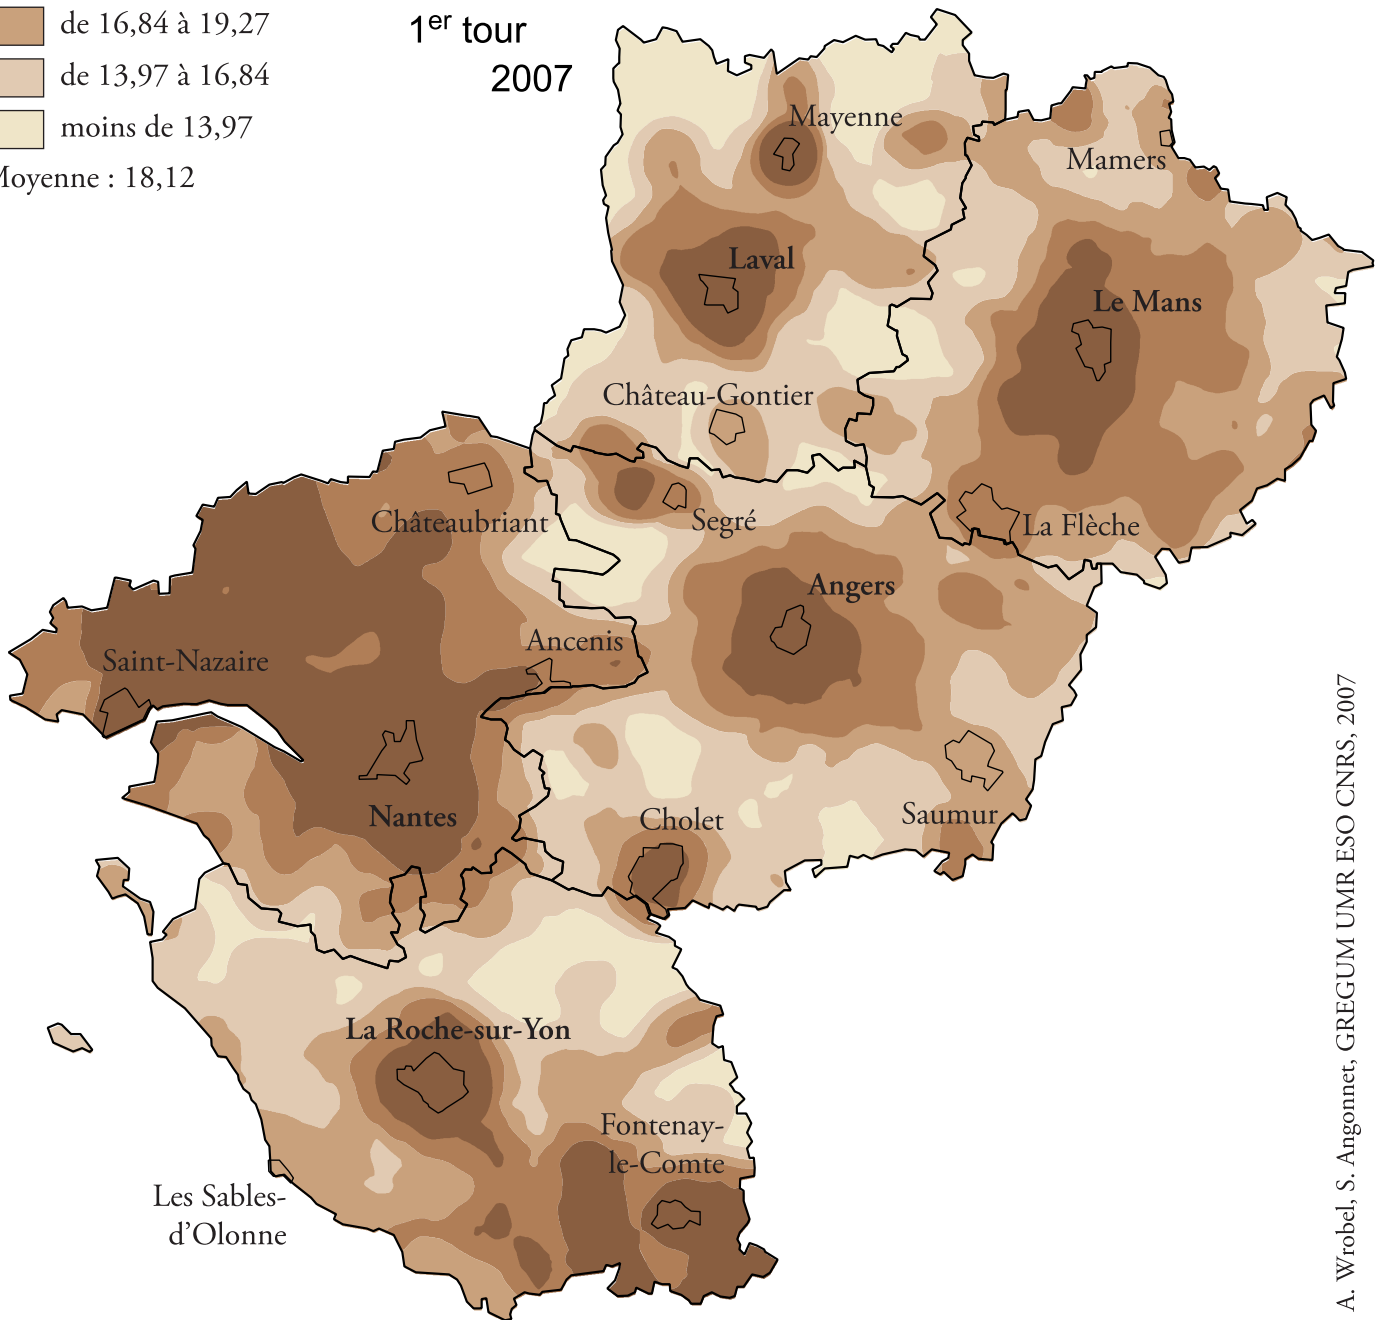 de 16,84 à 19,27
de 13,97 à 16,84
moins de 13,97
Moyenne : 18,12
1er tour
2007
Mayenne
Mamers
Laval
Le Mans
Château-Gontier
Châteaubriant
Segré
La Flèche
Angers
Ancenis
Saint-Nazaire
Nantes
Cholet
Saumur
La Roche-sur-Yon
Fontenay-
le-Comte
Les Sables-
d'Olonne
A. Wrobel, S. Angonnet, GREGUM UMR ESO CNRS, 2007